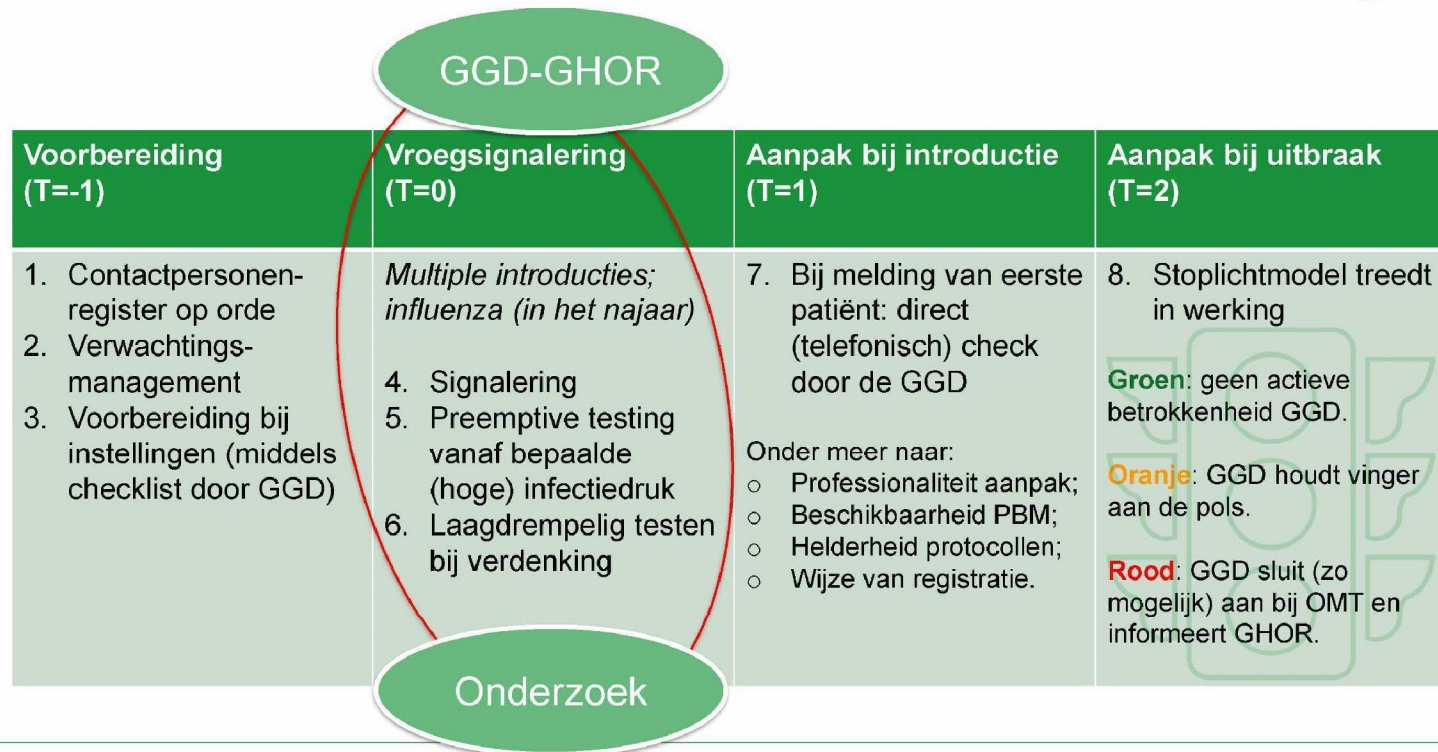 GGD-GHOR
Voorbereiding
(T=-1)
Vroegsignalering
(T=0)
Aanpak bij introductie
(T=1)
Aanpak bij uitbraak
(T=2)
1. Contactpersonen-
register op orde
2. Verwachtings-
management
3. Voorbereiding bij
instellingen (middels
checklist door GGD)
Multiple introducties;
influenza (in het najaar)
4. Signalering
5. Preemptive testing
vanaf bepaalde
(hoge) infectiedruk
6. Laagdrempelig testen
bij verdenking
7. Bij melding van eerste
patiënt: direct
(telefonisch) check
door de GGD
Onder meer naar:
○ Professionaliteit aanpak;
○ Beschikbaarheid PBM;
○ Helderheid protocollen;
○ Wijze van registratie.
8. Stoplichtmodel treedt
in werking
Groen: geen actieve
betrokkenheid GGD.
Oranje: GGD houdt vinger
aan de pols.
Rood: GGD sluit (zo
mogelijk) aan bij OMT en
informeert GHOR.
Onderzoek